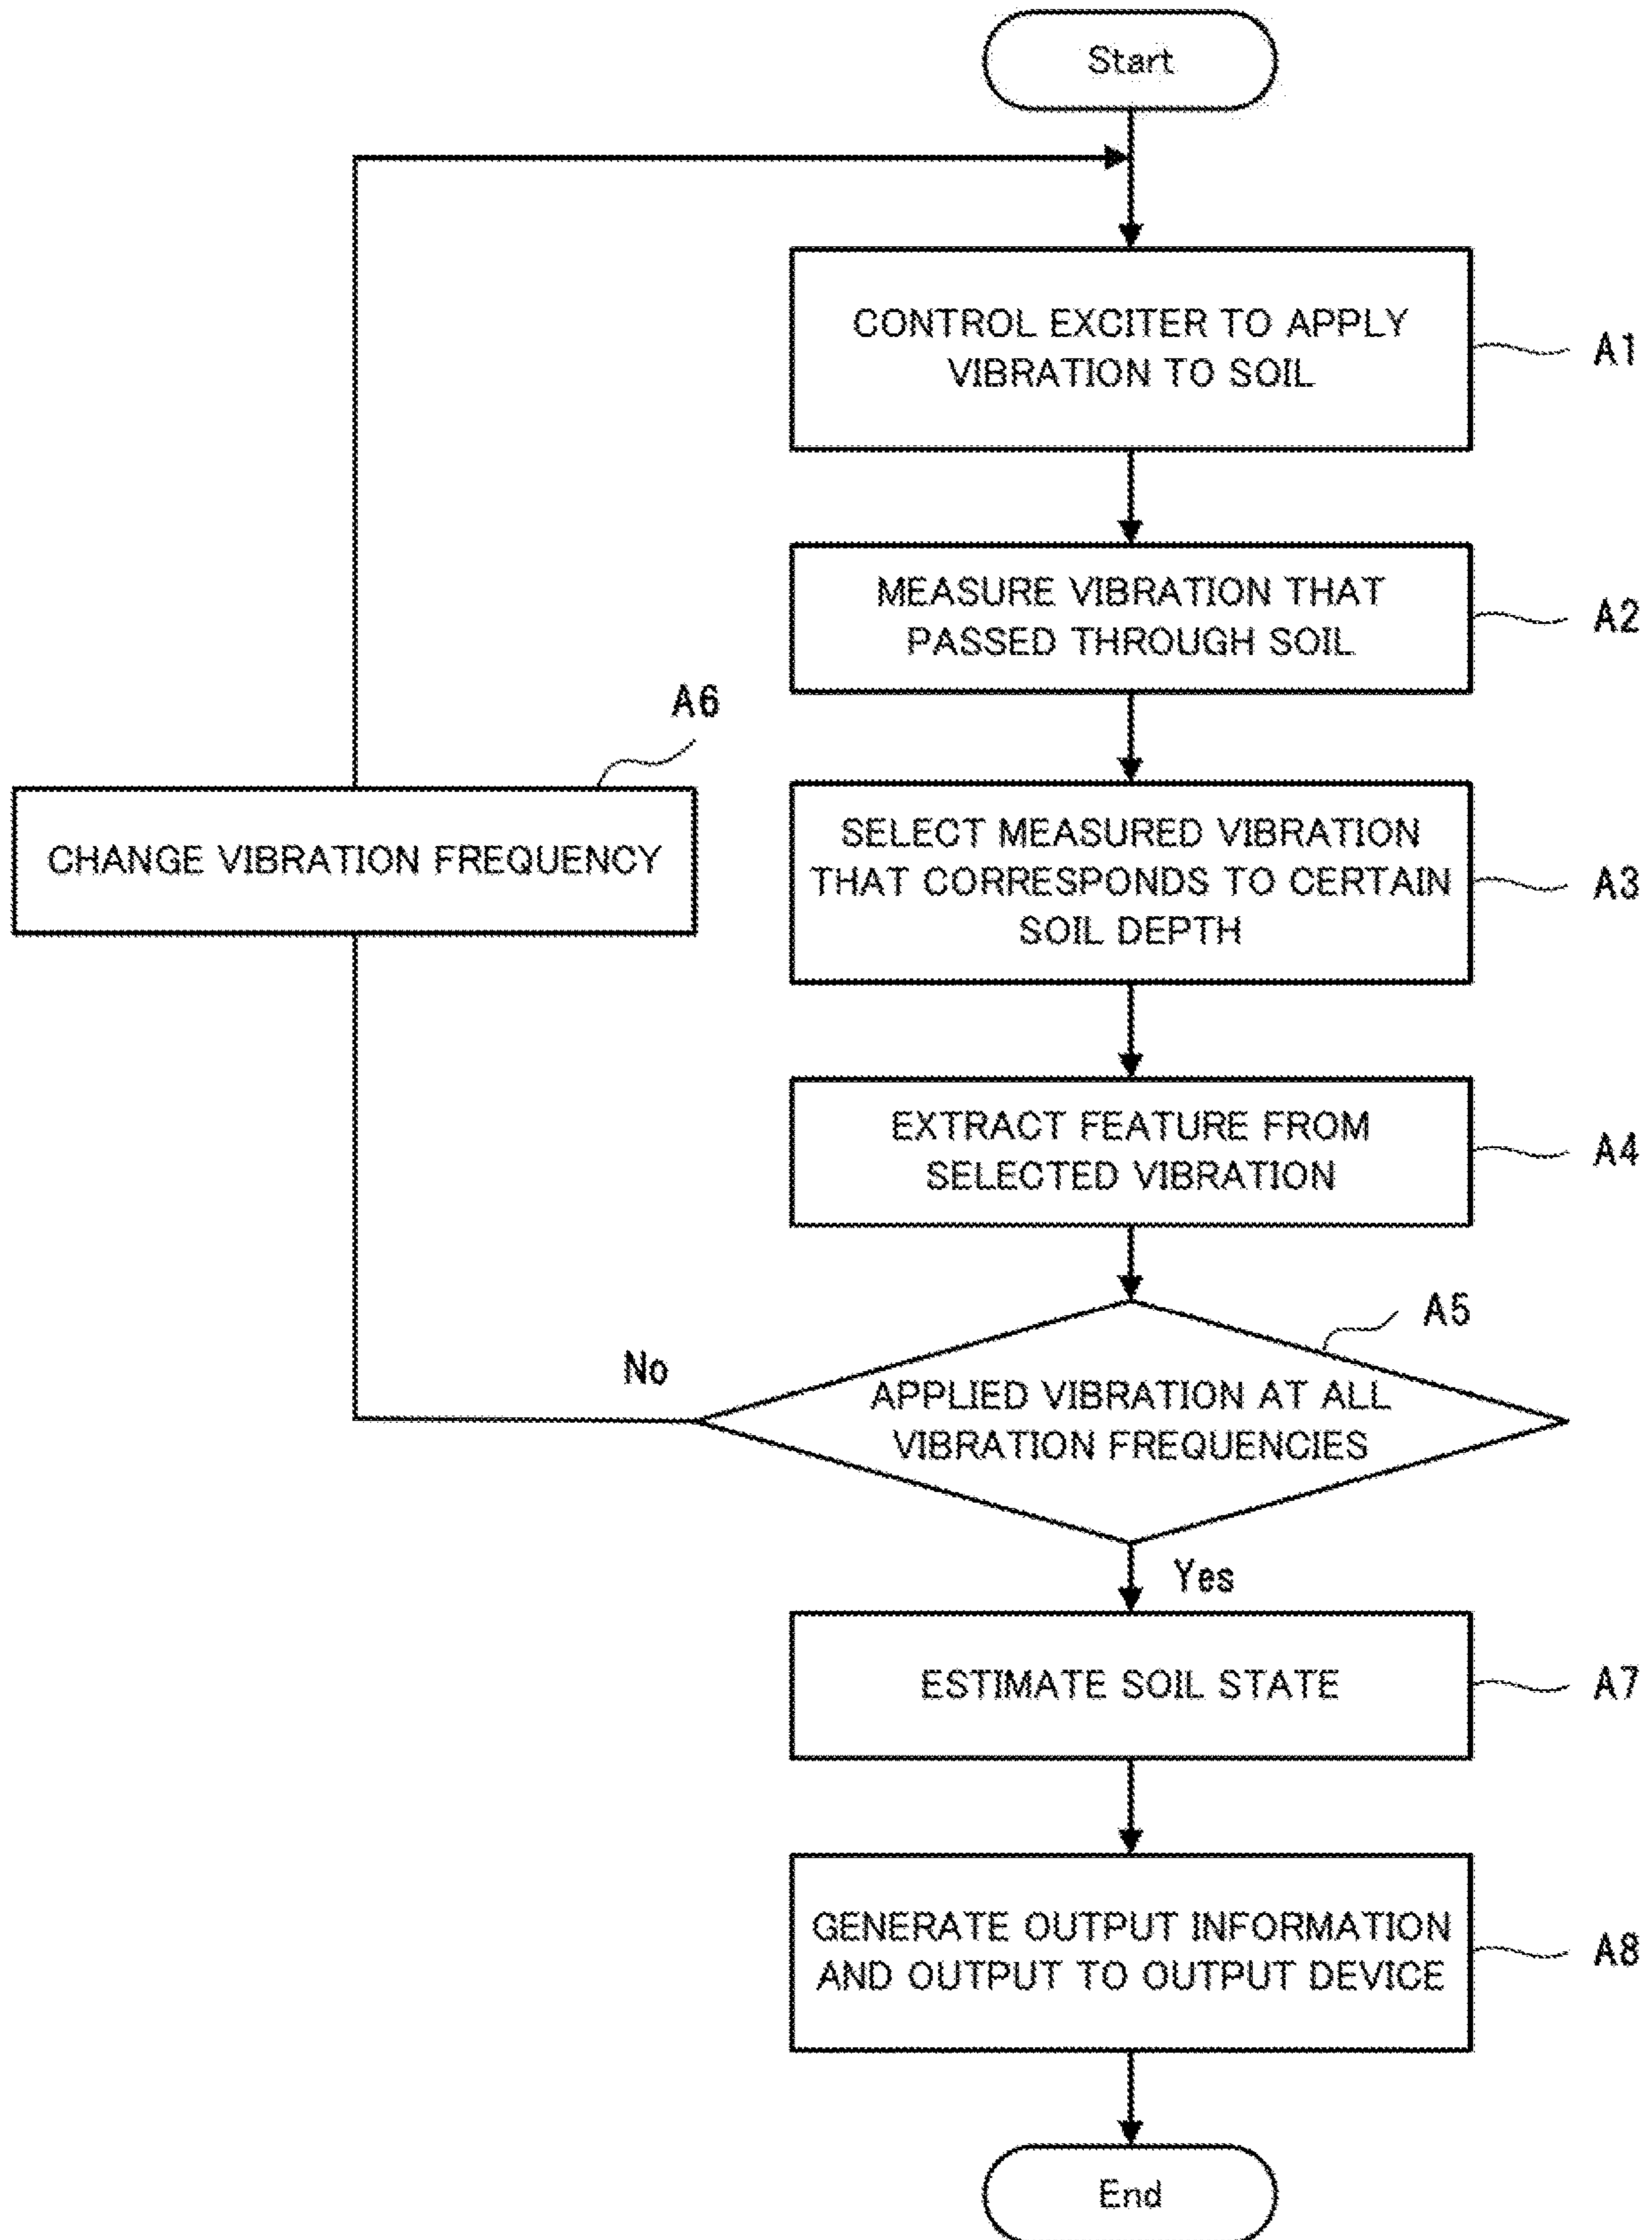 Start
CONTROL EXCITER TO APPLY
VIBRATION TO SOIL
A1
MEASURE VIBRATION THAT
PASSED THROUGH SOIL
A2
A6
CHANGE VIBRATION FREQUENCY
SELECT MEASURED VIBRATION
THAT CORRESPONDS TO CERTAIN
SOIL DEPTH
A3
EXTRACT FEATURE FROM
SELECTED VIBRATION
A4
A5
No
APPLIED VIBRATION AT ALL
VIBRATION FREQUENCIES
Yes
ESTIMATE SOIL STATE
A7
GENERATE OUTPUT INFORMATION
AND OUTPUT TO OUTPUT DEVICE
A8
End